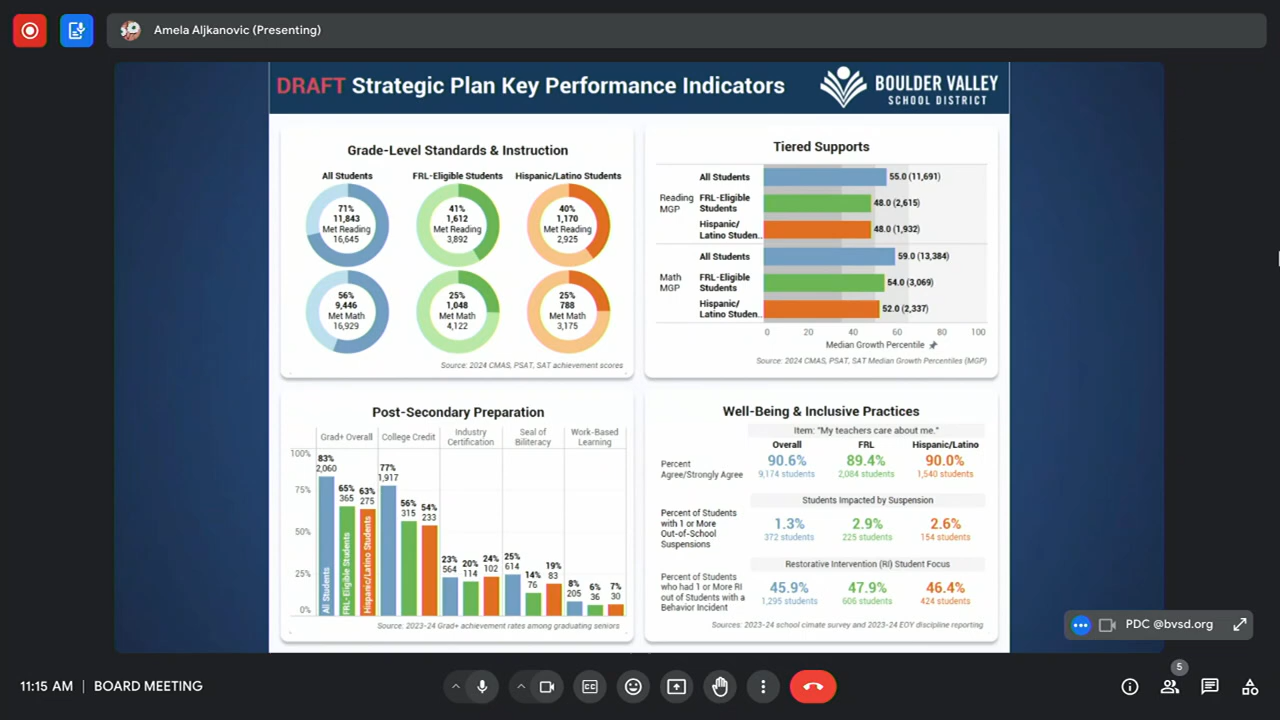 Amela Aljkanovic (Presenting)
DRAFT Strategic Plan Key Performance Indicators
BOULDER VALLEY
SCHOOL DISTRICT
Grade-Level Standards & Instruction
All Students
FRL-Eligible Students
Hispanic/Latino Students
71%
11,843
Met Reading
16,645
41%
1,612
Met Reading
3,892
40%
1,170
Met Reading
2,925
56%
9,446
Met Math
16,929
25%
1,048
Met Math
4,122
25%
788
Met Math
3,175
Source: 2024 CMAS, PSAT, SAT achievement scores
Tiered Supports
Reading
MGP
All Students
55.0 (11,691)
FRL-Eligible
Students
48.0 (2,615)
Hispanic/
Latino Studen..
48.0 (1,932)
Math
MGP
All Students
59.0 (13,384)
FRL-Eligible
Students
54.0 (3,069)
Hispanic/
Latino Studen..
52.0 (2,337)
0 20 40 60 80 100
Median Growth Percentile
Source: 2024 CMAS, PSAT, SAT Median Growth Percentiles (MGP)
Post-Secondary Preparation
Grad+ Overall
College Credit
Industry
Certification
Seal of
Biliteracy
Work-Based
Learning
100%
75%
50%
25%
0%
83%
2,060
65%
365
63%
275
77%
1,917
56%
315
54%
233
23%
564
20%
114
24%
102
25%
614
14%
76
19%
83
8%
205
6%
36
7%
30
All Students
FRL-Eligible Students
Hispanic/Latino Students
Source: 2023-24 Grad+ achievement rates among graduating seniors
Well-Being & Inclusive Practices
Item: "My teachers care about me."
Overall FRL Hispanic/Latino
Percent
Agree/Strongly Agree
90.6% 89.4% 90.0%
9,174 students 2,084 students 1,540 students
Students Impacted by Suspension
Percent of Students
with 1 or More
Out-of-School
Suspensions
1.3% 2.9% 2.6%
372 students 225 students 154 students
Restorative Intervention (RI) Student Focus
Percent of Students
who had 1 or More RI
out of Students with a
Behavior Incident
45.9% 47.9% 46.4%
1,295 students 606 students 424 students
Sources: 2023-24 school climate survey and 2023-24 EOY discipline reporting
PDC @bvsd.org
11:15 AM | BOARD MEETING
5